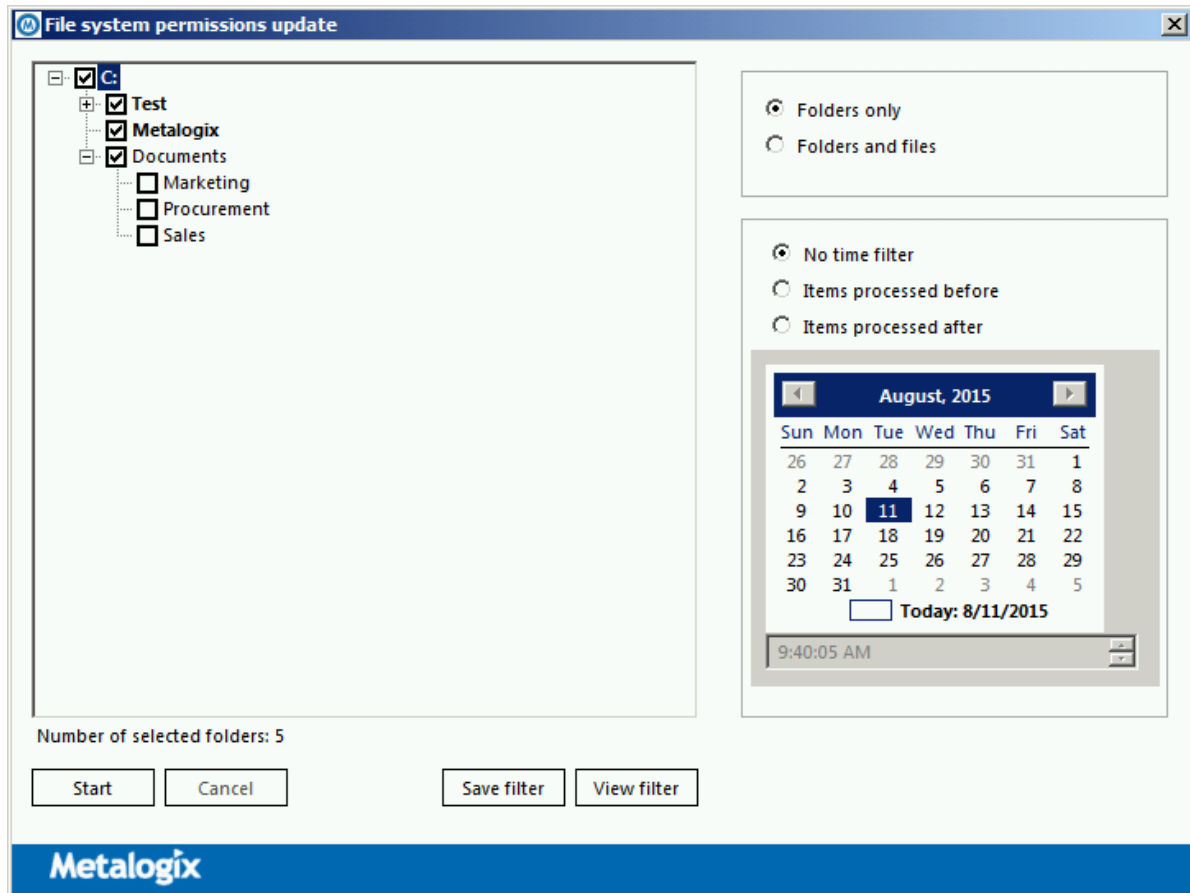 File system permissions update
C:
Test
Metalogix
Documents
Marketing
Procurement
Sales
Folders only
Folders and files
No time filter
Items processed before
Items processed after
August, 2015
Sun Mon Tue Wed Thu Fri Sat
26 27 28 29 30 31 1
2 3 4 5 6 7 8
9 10 11 12 13 14 15
16 17 18 19 20 21 22
23 24 25 26 27 28 29
30 31 1 2 3 4 5
Today: 8/11/2015
9:40:05 AM
Number of selected folders: 5
Start Cancel Save filter View filter
Metalogix